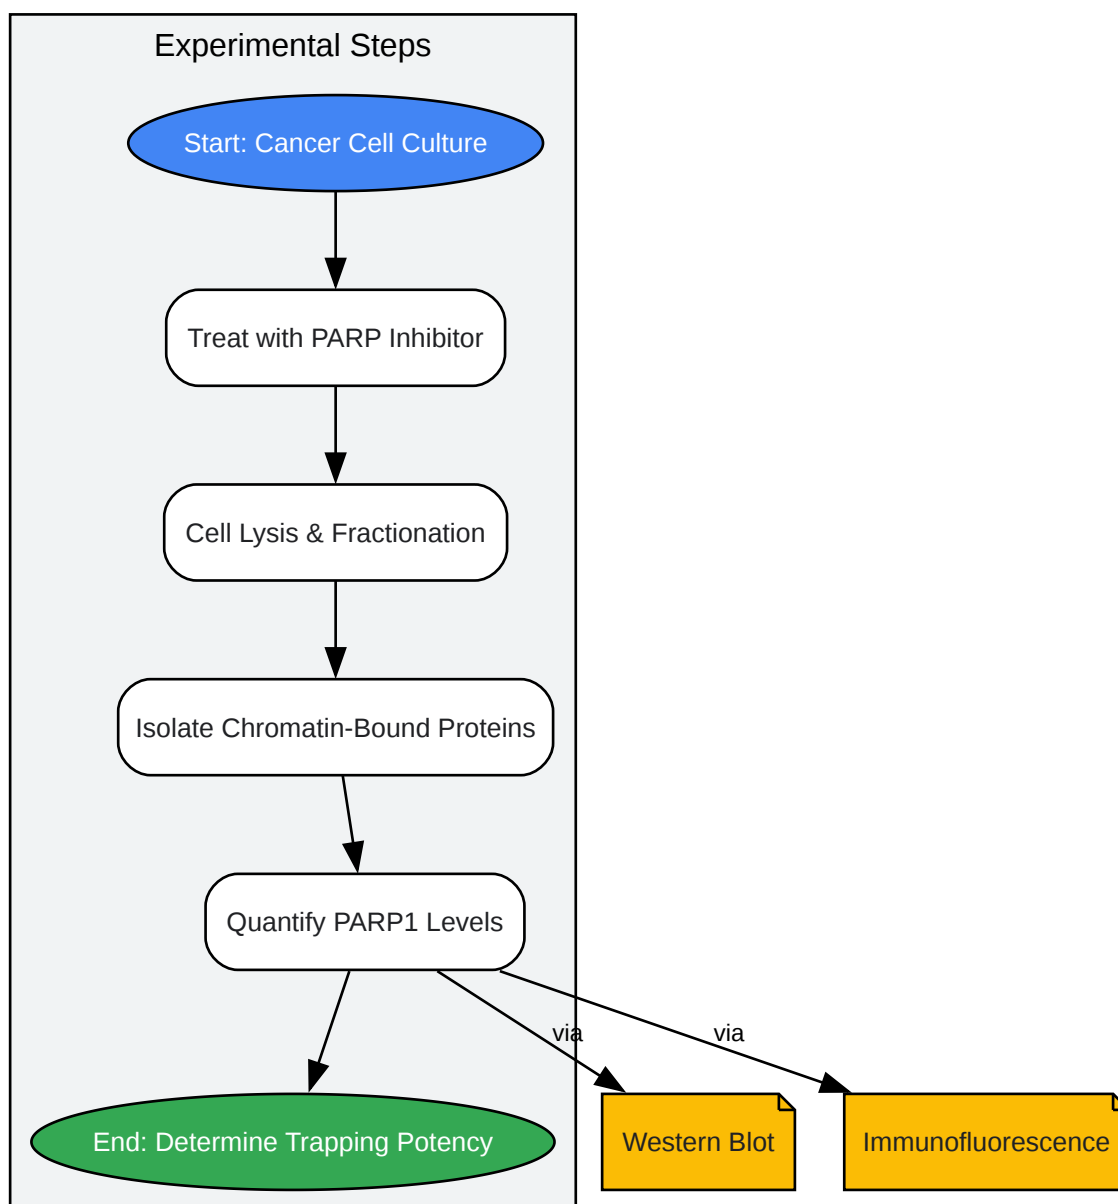 Experimental Steps
Start: Cancer Cell Culture
Treat with PARP Inhibitor
Cell Lysis & Fractionation
Isolate Chromatin-Bound Proteins
Quantify PARP1 Levels
via
via
End: Determine Trapping Potency
Western Blot
Immunofluorescence